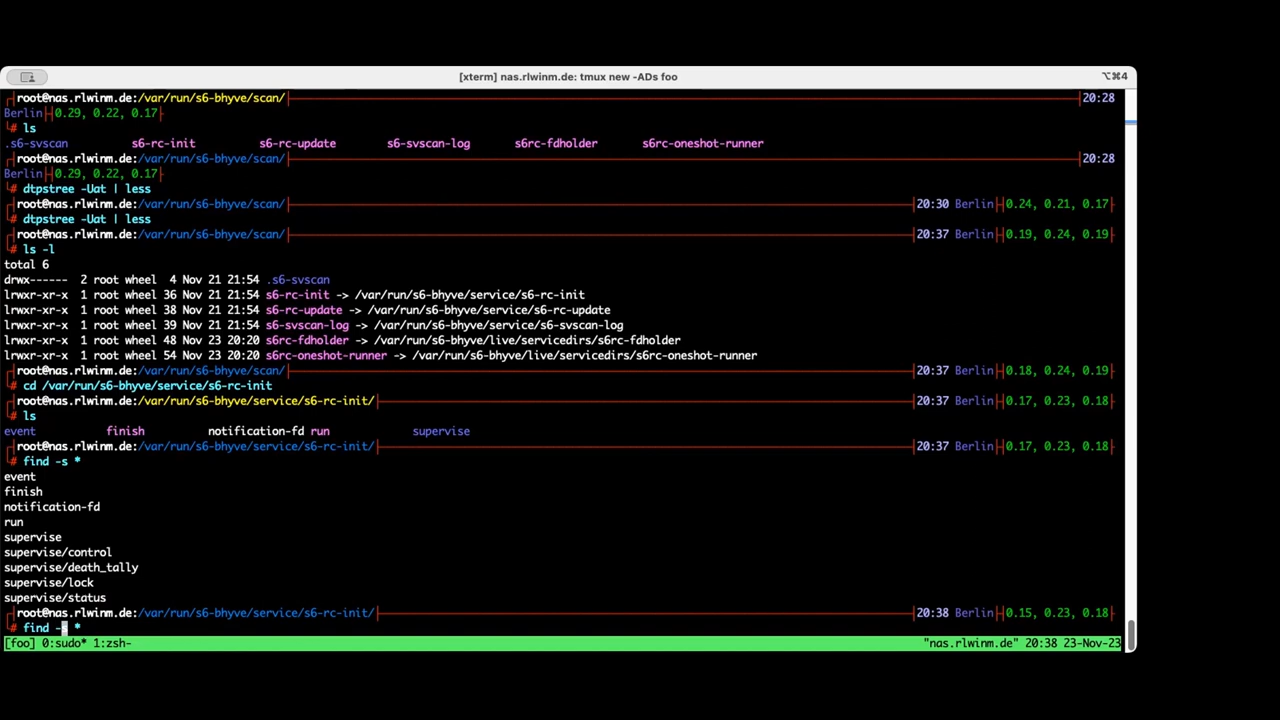 [xterm] nas.rlwinm.de: tmux new -ADs foo ⌥⌘4
root@nas.rlwinm.de:/var/run/s6-bhyve/scan/ 20:28
Berlin 0.29, 0.22, 0.17
# ls
.s6-svscan s6-rc-init s6-rc-update s6-svscan-log s6rc-fdholder s6rc-oneshot-runner
root@nas.rlwinm.de:/var/run/s6-bhyve/scan/ 20:28
Berlin 0.29, 0.22, 0.17
# dtpstree -Uat | less
root@nas.rlwinm.de:/var/run/s6-bhyve/scan/ 20:30 Berlin 0.24, 0.21, 0.17
# dtpstree -Uat | less
root@nas.rlwinm.de:/var/run/s6-bhyve/scan/ 20:37 Berlin 0.19, 0.24, 0.19
# ls -l
total 6
drwx------ 2 root wheel 4 Nov 21 21:54 .s6-svscan
lrwxr-xr-x 1 root wheel 36 Nov 21 21:54 s6-rc-init -> /var/run/s6-bhyve/service/s6-rc-init
lrwxr-xr-x 1 root wheel 38 Nov 21 21:54 s6-rc-update -> /var/run/s6-bhyve/service/s6-rc-update
lrwxr-xr-x 1 root wheel 39 Nov 21 21:54 s6-svscan-log -> /var/run/s6-bhyve/service/s6-svscan-log
lrwxr-xr-x 1 root wheel 48 Nov 23 20:20 s6rc-fdholder -> /var/run/s6-bhyve/live/servicedirs/s6rc-fdholder
lrwxr-xr-x 1 root wheel 54 Nov 23 20:20 s6rc-oneshot-runner -> /var/run/s6-bhyve/live/servicedirs/s6rc-oneshot-runner
root@nas.rlwinm.de:/var/run/s6-bhyve/scan/ 20:37 Berlin 0.18, 0.24, 0.19
# cd /var/run/s6-bhyve/service/s6-rc-init
root@nas.rlwinm.de:/var/run/s6-bhyve/service/s6-rc-init/ 20:37 Berlin 0.17, 0.23, 0.18
# ls
event finish notification-fd run supervise
root@nas.rlwinm.de:/var/run/s6-bhyve/service/s6-rc-init/ 20:37 Berlin 0.17, 0.23, 0.18
# find -s *
event
finish
notification-fd
run
supervise
supervise/control
supervise/death_tally
supervise/lock
supervise/status
root@nas.rlwinm.de:/var/run/s6-bhyve/service/s6-rc-init/ 20:38 Berlin 0.15, 0.23, 0.18
# find -s *
[foo] 0:sudo* 1:zsh- "nas.rlwinm.de" 20:38 23-Nov-23